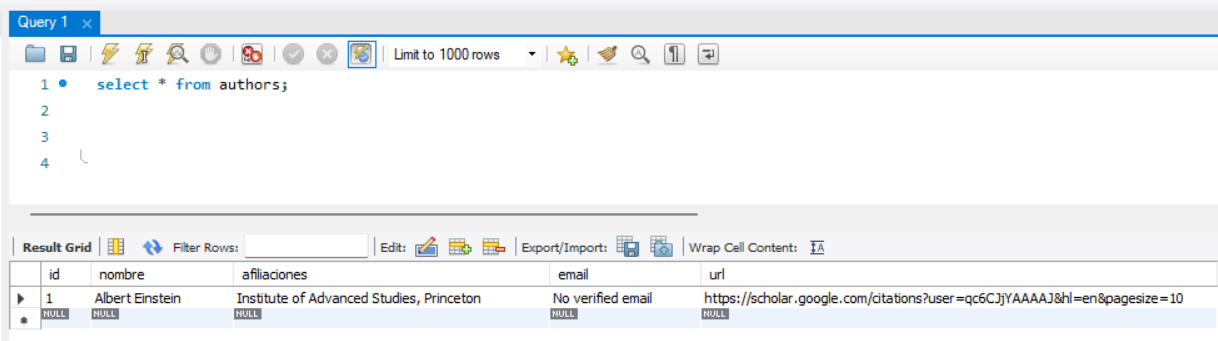 Query 1
Limit to 1000 rows
1 select * from authors;
2
3
4
Result Grid Filter Rows: Edit: Export/Import: Wrap Cell Content: IA
id nombre afiliaciones email url
1 Albert Einstein Institute of Advanced Studies, Princeton No verified email https://scholar.google.com/citations?user=qc6CJjYAAAAJ&hl=en&pagesize=10
NULL NULL NULL NULL NULL